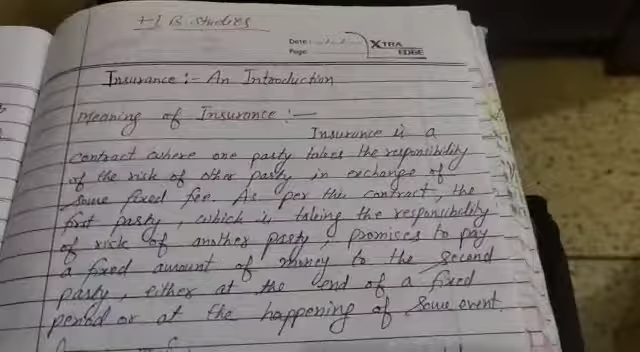 +1 B. Studies
Date:
Page
XTRA
EDGE
Insurance :- An Introduction
Meaning of Insurance :-
Insurance is a
contract where one party takes the responsibility
of the risk of other party in exchange of
some fixed fee. As per this contract, the
first party, which is taking the responsibility
of risk of another party, promises to pay
a fixed amount of money to the second
party, either at the end of a fixed
period or at the happening of some event.